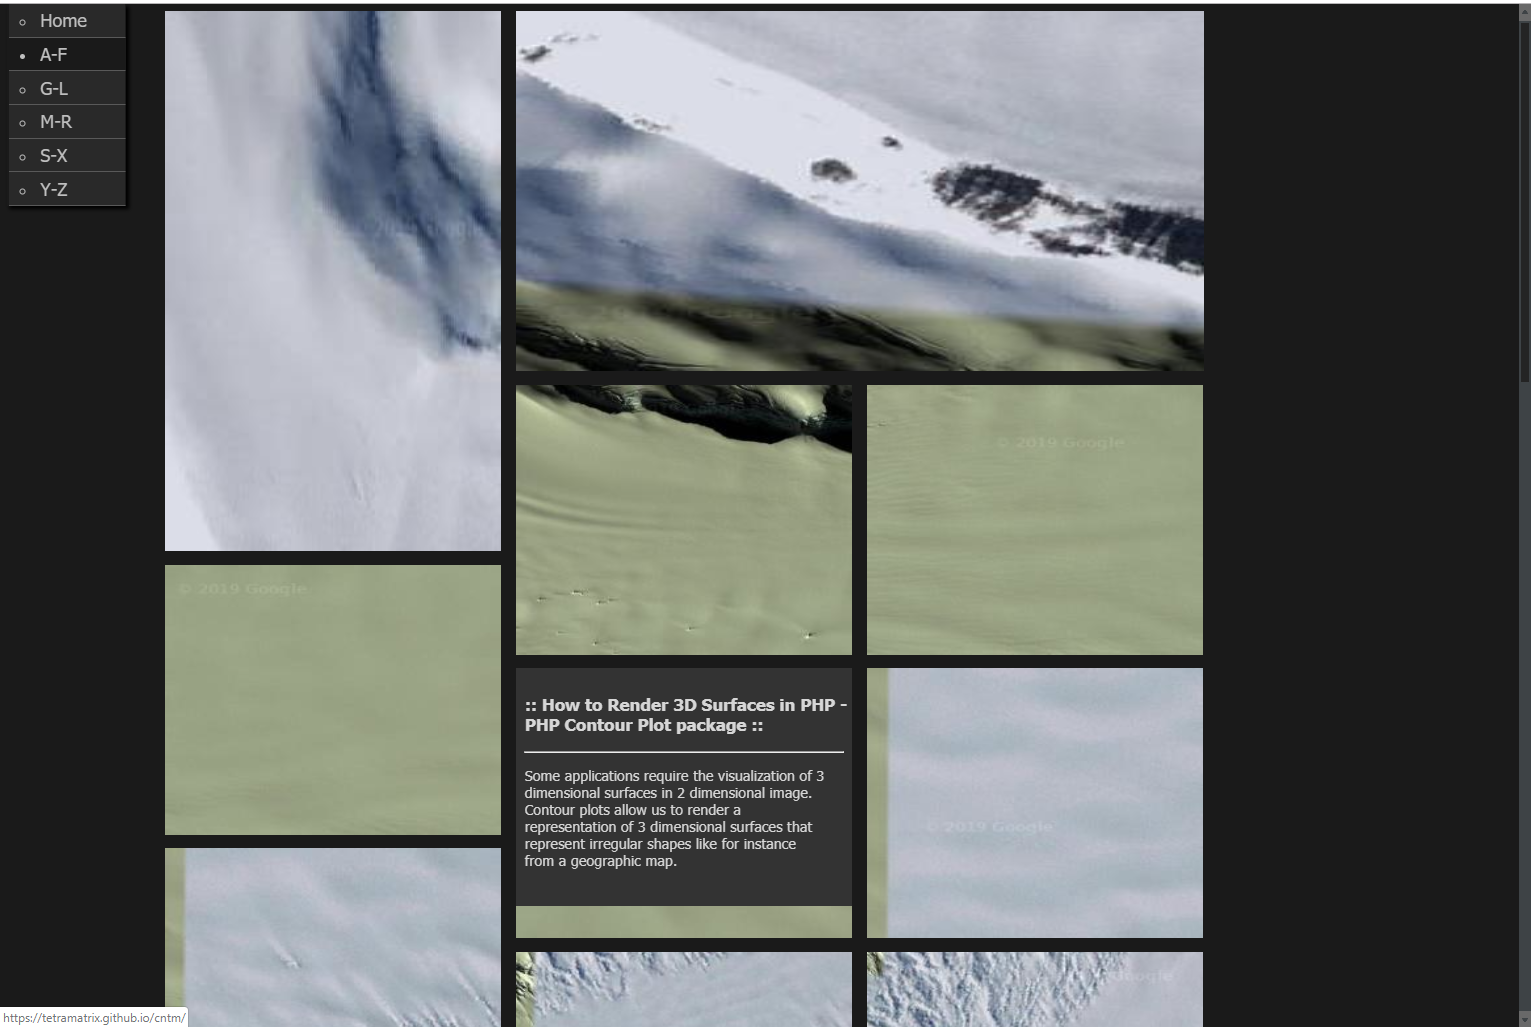 Home
A-F
G-L
M-R
S-X
Y-Z
© 2019 Google
© 2019 Google
:: How to Render 3D Surfaces in PHP -
PHP Contour Plot package ::
Some applications require the visualization of 3
dimensional surfaces in 2 dimensional image.
Contour plots allow us to render a
representation of 3 dimensional surfaces that
represent irregular shapes like for instance
from a geographic map.
© 2019 Google
Google
https://tetramatrix.github.io/cntm/